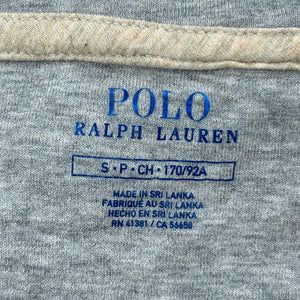 POLO
RALPH LAUREN
S • P • CH • 170/92A
MADE IN SRI LANKA
FABRIQUÉ AU SRI LANKA
HECHO EN SRI LANKA
RN 41381 / CA 56658